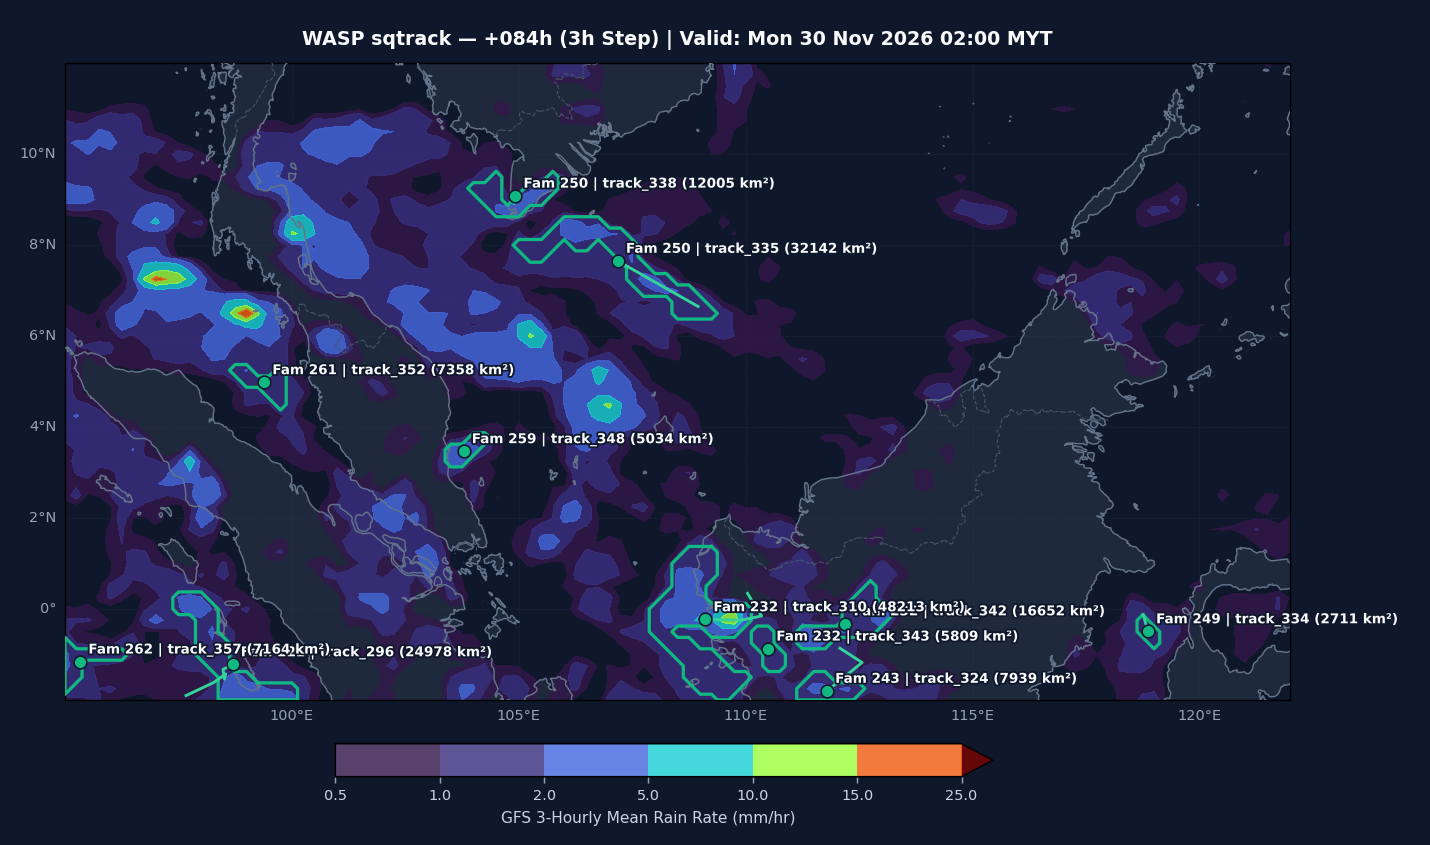 WASP sqtrack — +084h (3h Step) | Valid: Mon 30 Nov 2026 02:00 MYT
10°N
8°N
6°N
4°N
2°N
0°
Fam 250 | track_338 (12005 km²)
Fam 250 | track_335 (32142 km²)
Fam 261 | track_352 (7358 km²)
Fam 259 | track_348 (5034 km²)
Fam 232 | track_310 (48213 km²)
track_342 (16652 km²)
Fam 249 | track_334 (2711 km²)
Fam 232 | track_343 (5809 km²)
Fam 262 | track_357 (7164 km²)
track_296 (24978 km²)
Fam 243 | track_324 (7939 km²)
100°E 105°E 110°E 115°E 120°E
0.5 1.0 2.0 5.0 10.0 15.0 25.0
GFS 3-Hourly Mean Rain Rate (mm/hr)